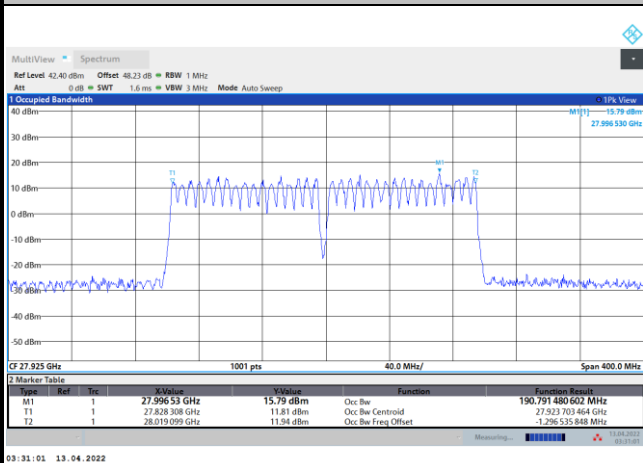 MultiView Spectrum
Ref Level 42.40 dBm Offset 48.23 dB RBW 1 MHz
Att 0 dB SWT 1.6 ms VBW 3 MHz Mode Auto Sweep
1 Occupied Bandwidth 1Pk View
40 dBm M1[1] 15.79 dBm
27.996 530 GHz
30 dBm
20 dBm
T1 M1 T2
10 dBm
0 dBm
-10 dBm
-20 dBm
-30 dBm
-40 dBm
-50 dBm
CF 27.925 GHz 1001 pts 40.0 MHz/ Span 400.0 MHz
2 Marker Table
Type Ref Trc X-Value Y-Value Function Function Result
M1 1 27.996 53 GHz 15.79 dBm Occ Bw 190.791 480 602 MHz
T1 1 27.828 308 GHz 11.81 dBm Occ Bw Centroid 27.923 703 464 GHz
T2 1 28.019 099 GHz 11.94 dBm Occ Bw Freq Offset -1.296 535 848 MHz
Measuring... 13.04.2022
03:31:01
03:31:01 13.04.2022